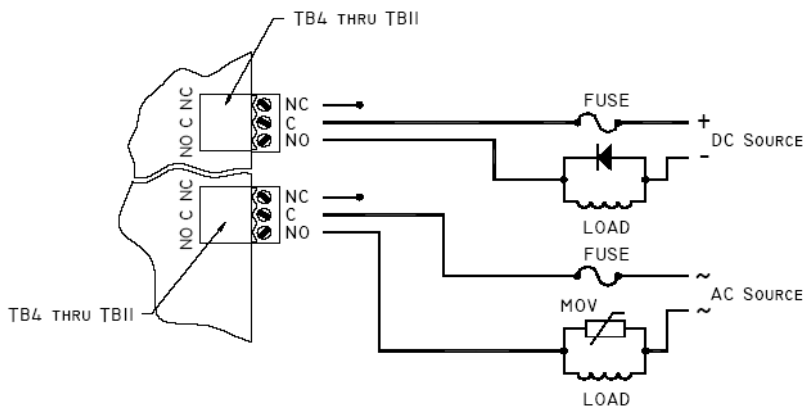 TB4 THRU TB11
NO C NC
NC
C
NO
FUSE
+
DC SOURCE
-
LOAD
NO C NC
NC
C
NO
FUSE
~
AC SOURCE
~
MOV
LOAD
TB4 THRU TB11